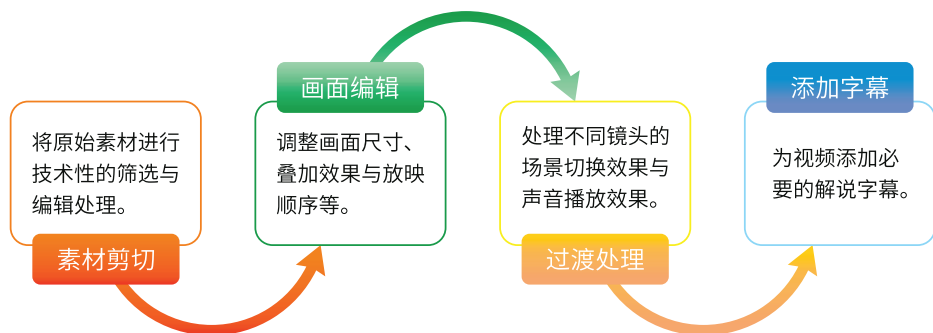 将原始素材进行
技术性的筛选与
编辑处理。
素材剪切
画面编辑
调整画面尺寸、
叠加效果与放映
顺序等。
处理不同镜头的
场景切换效果与
声音播放效果。
过渡处理
添加字幕
为视频添加必
要的解说字幕。